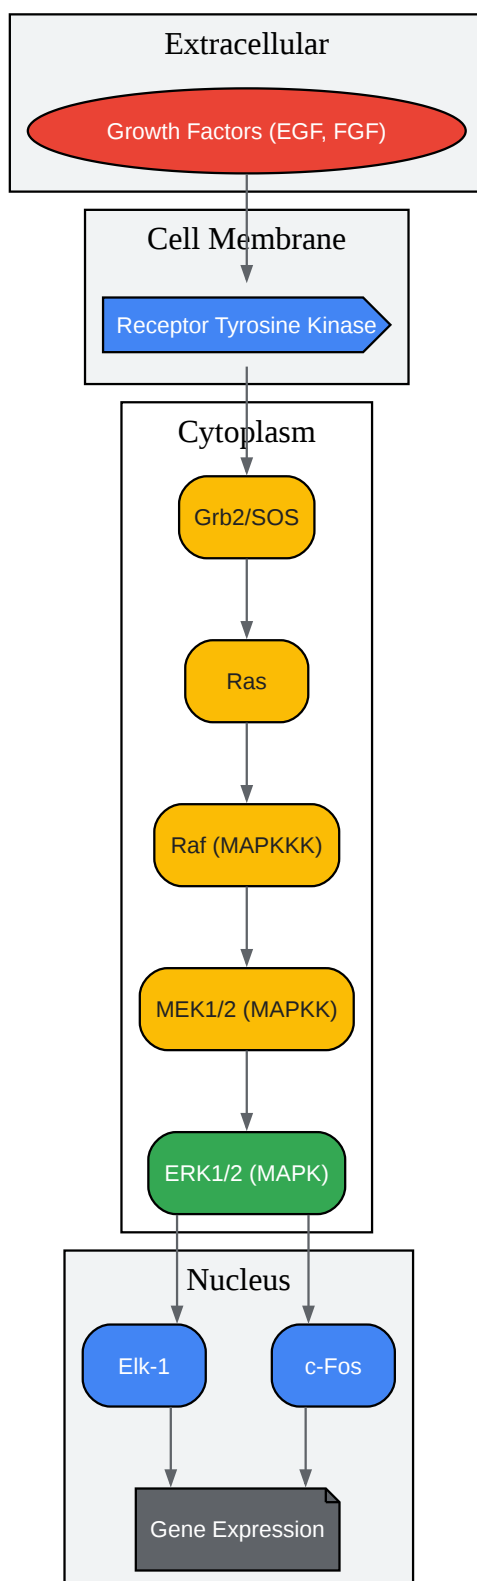 Extracellular
Growth Factors (EGF, FGF)
Cell Membrane
Receptor Tyrosine Kinase
Cytoplasm
Grb2/SOS
Ras
Raf (MAPKKK)
MEK1/2 (MAPKK)
ERK1/2 (MAPK)
Nucleus
Elk-1
c-Fos
Gene Expression